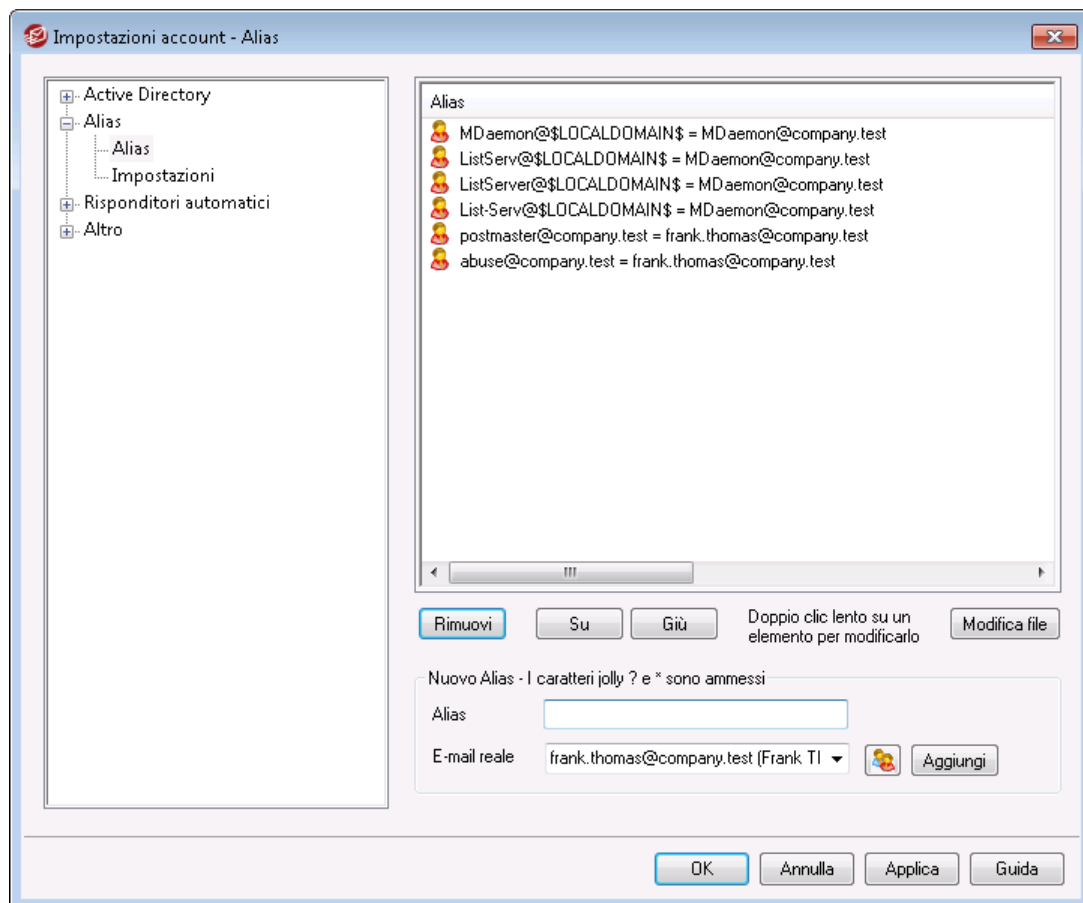 Impostazioni account - Alias
Active Directory
Alias
Alias
Impostazioni
Risponditori automatici
Altro
Alias
MDaemon@$LOCALDOMAIN$ = MDaemon@company.test
ListServ@$LOCALDOMAIN$ = MDaemon@company.test
ListServer@$LOCALDOMAIN$ = MDaemon@company.test
List-Serv@$LOCALDOMAIN$ = MDaemon@company.test
postmaster@company.test = frank.thomas@company.test
abuse@company.test = frank.thomas@company.test
Rimuovi
Su
Giù
Doppio clic lento su un
elemento per modificarlo
Modifica file
Nuovo Alias - I caratteri jolly ? e * sono ammessi
Alias
E-mail reale
frank.thomas@company.test (Frank Tl
Aggiungi
OK
Annulla
Applica
Guida